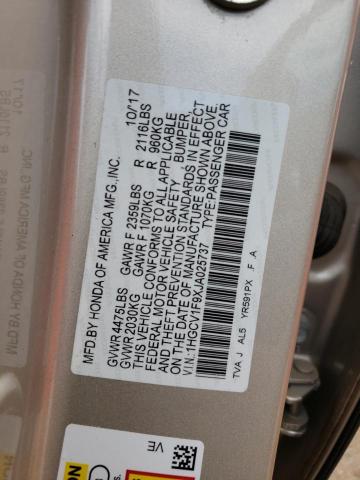 MFD BY HONDA OF AMERICA MFG., INC. 10/17
GVWR 4475LBS GAWR F 2359LBS R 2116LBS
GVWR 2030KG GAWR F 1070KG R 960KG
THIS VEHICLE CONFORMS TO ALL APPLICABLE
FEDERAL MOTOR VEHICLE SAFETY, BUMPER,
AND THEFT PREVENTION STANDARDS IN EFFECT
ON THE DATE OF MANUFACTURE SHOWN ABOVE.
VIN: 1HGCV1F9XJA025737 TYPE: PASSENGER CAR
TVA J AL5 YR591PX F A
VE